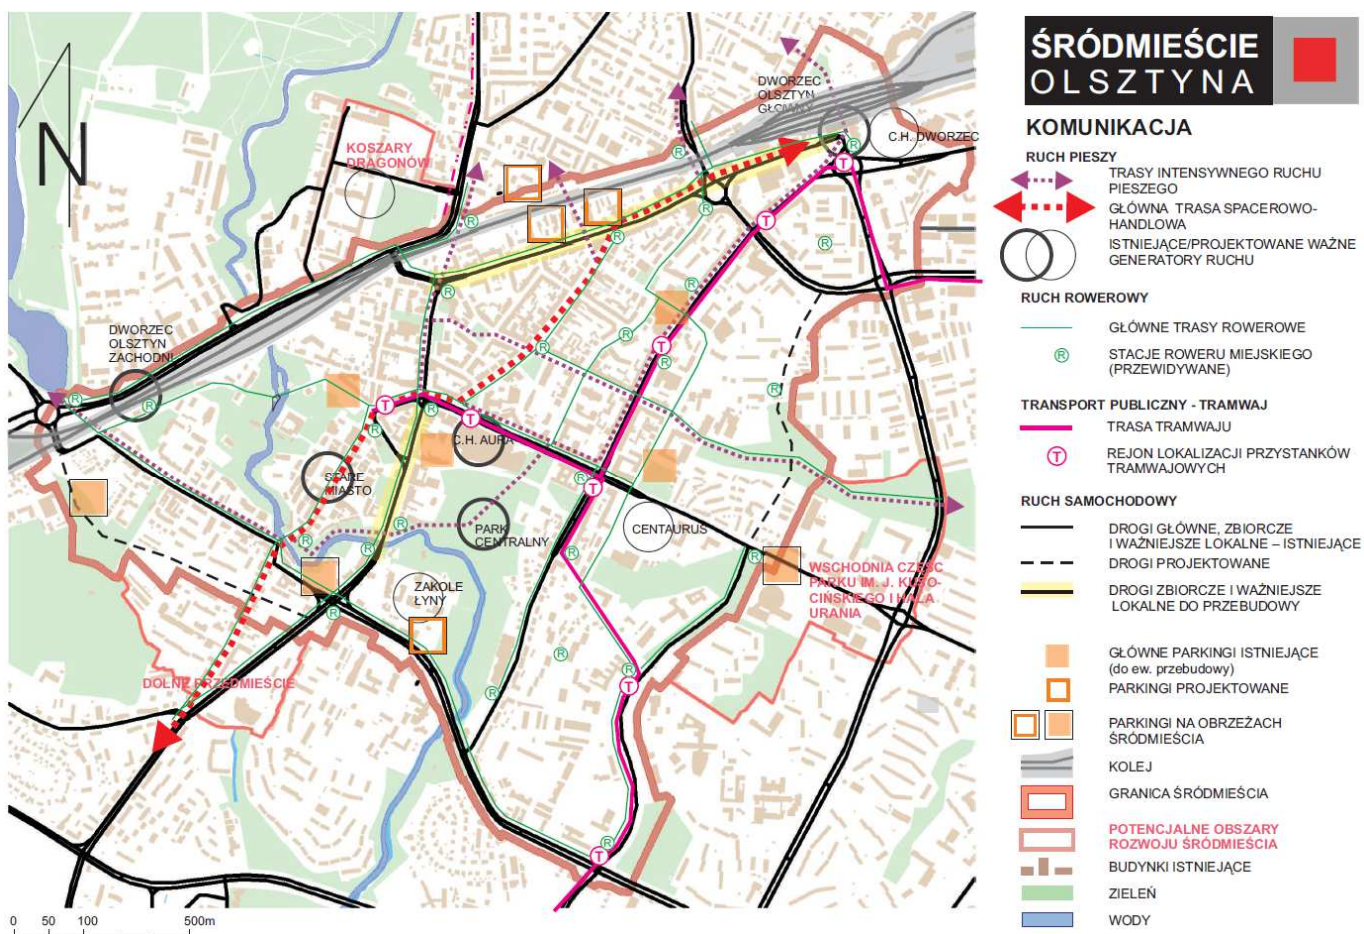 N
KOSZARY
DRAGONÓW
DWORZEC
OLSZTYN
GŁÓWNY
C.H. DWORZEC
DWORZEC
OLSZTYN
ZACHODNI
C.H. AURA
STARE
MIASTO
PARK
CENTRALNY
CENTAURUS
ZAKOLE
ŁYNY
WSCHODNIA CZĘŚĆ
PARKU IM. J. KUSO-
CIŃSKIEGO I HALA
URANIA
DOLNE PRZEDMIEŚCIE
0 50 100 500m
ŚRÓDMIEŚCIE
OLSZTYNA
KOMUNIKACJA
RUCH PIESZY
TRASY INTENSYWNEGO RUCHU
PIESZEGO
GŁÓWNA TRASA SPACEROWO-
HANDLOWA
ISTNIEJĄCE/PROJEKTOWANE WAŻNE
GENERATORY RUCHU
RUCH ROWEROWY
GŁÓWNE TRASY ROWEROWE
R STACJE ROWERU MIEJSKIEGO
(PRZEWIDYWANE)
TRANSPORT PUBLICZNY - TRAMWAJ
TRASA TRAMWAJU
T REJON LOKALIZACJI PRZYSTANKÓW
TRAMWAJOWYCH
RUCH SAMOCHODOWY
DROGI GŁÓWNE, ZBIORCZE
I WAŻNIEJSZE LOKALNE – ISTNIEJĄCE
DROGI PROJEKTOWANE
DROGI ZBIORCZE I WAŻNIEJSZE
LOKALNE DO PRZEBUDOWY
GŁÓWNE PARKINGI ISTNIEJĄCE
(do ew. przebudowy)
PARKINGI PROJEKTOWANE
PARKINGI NA OBRZEŻACH
ŚRÓDMIEŚCIA
KOLEJ
GRANICA ŚRÓDMIEŚCIA
POTENCJALNE OBSZARY
ROZWOJU ŚRÓDMIEŚCIA
BUDYNKI ISTNIEJĄCE
ZIELEŃ
WODY